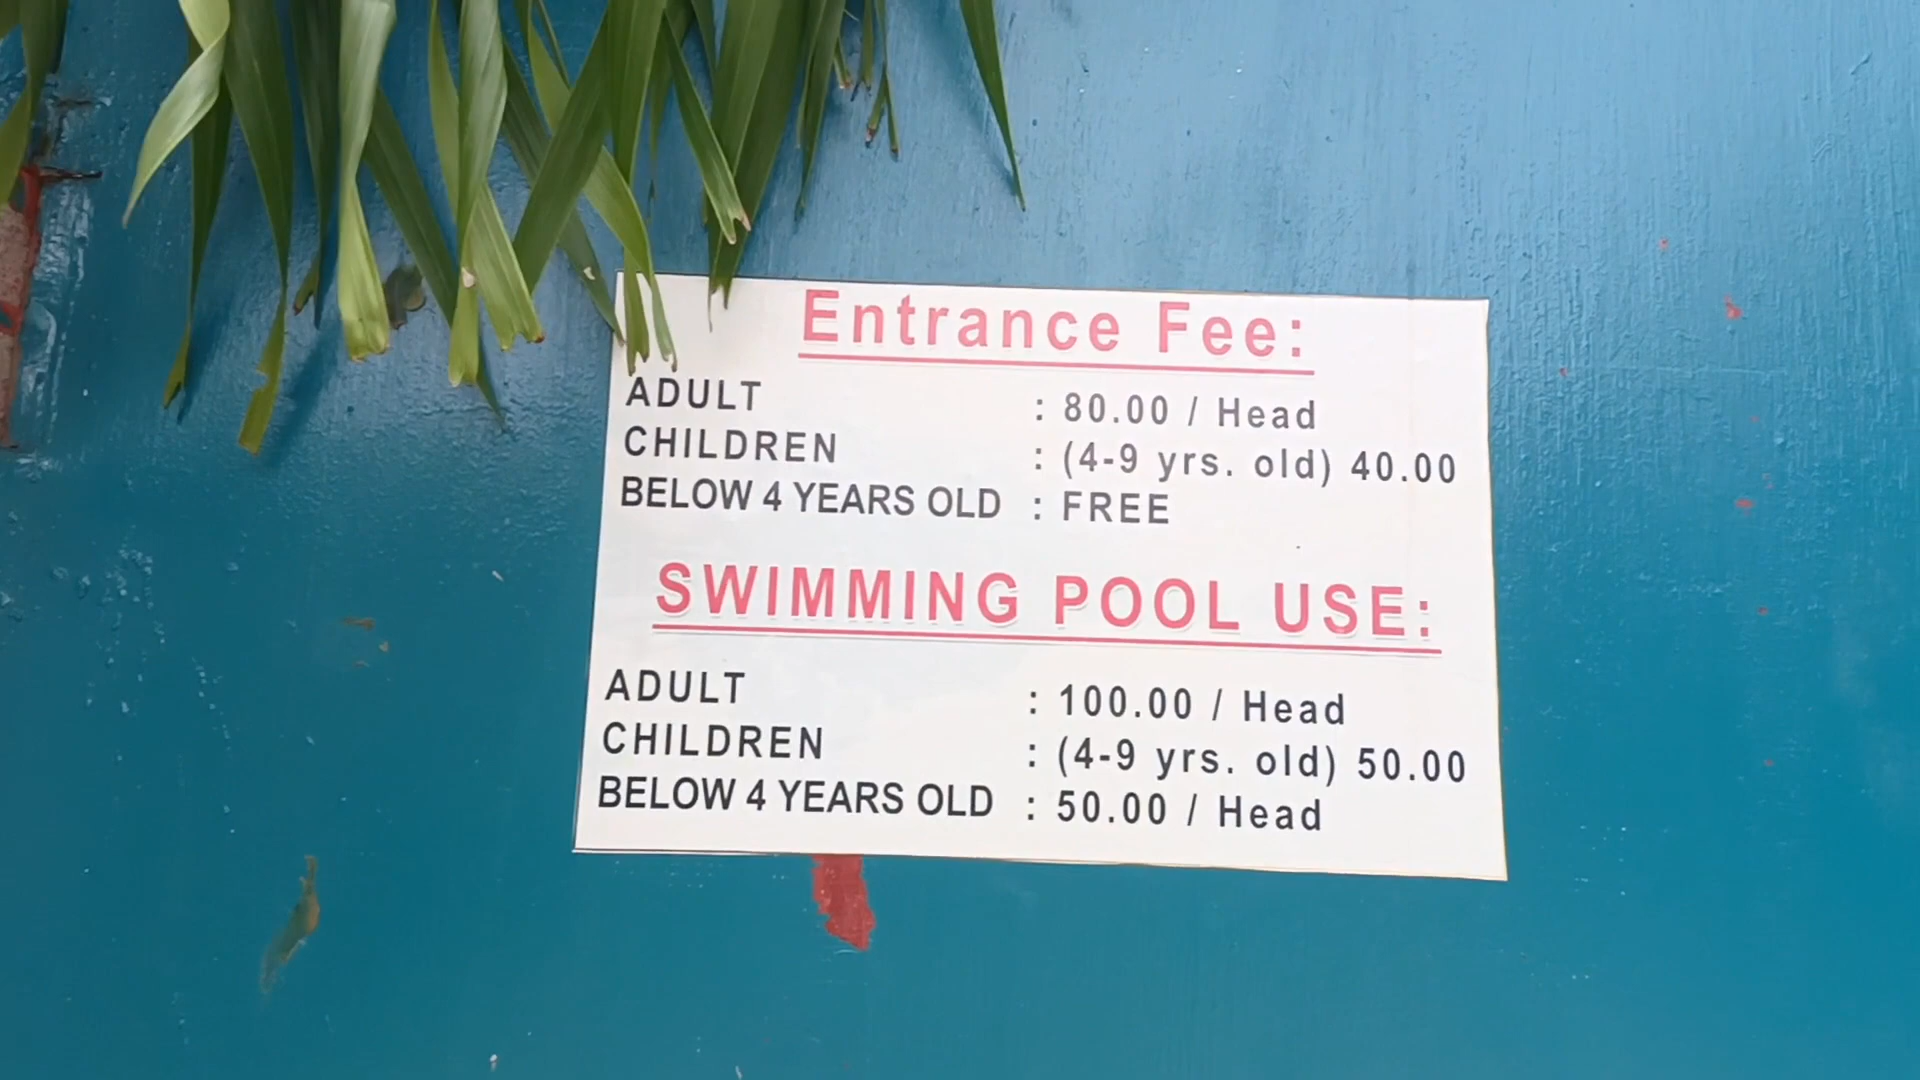 Entrance Fee:
ADULT : 80.00 / Head
CHILDREN : (4-9 yrs. old) 40.00
BELOW 4 YEARS OLD : FREE
SWIMMING POOL USE:
ADULT : 100.00 / Head
CHILDREN : (4-9 yrs. old) 50.00
BELOW 4 YEARS OLD : 50.00 / Head